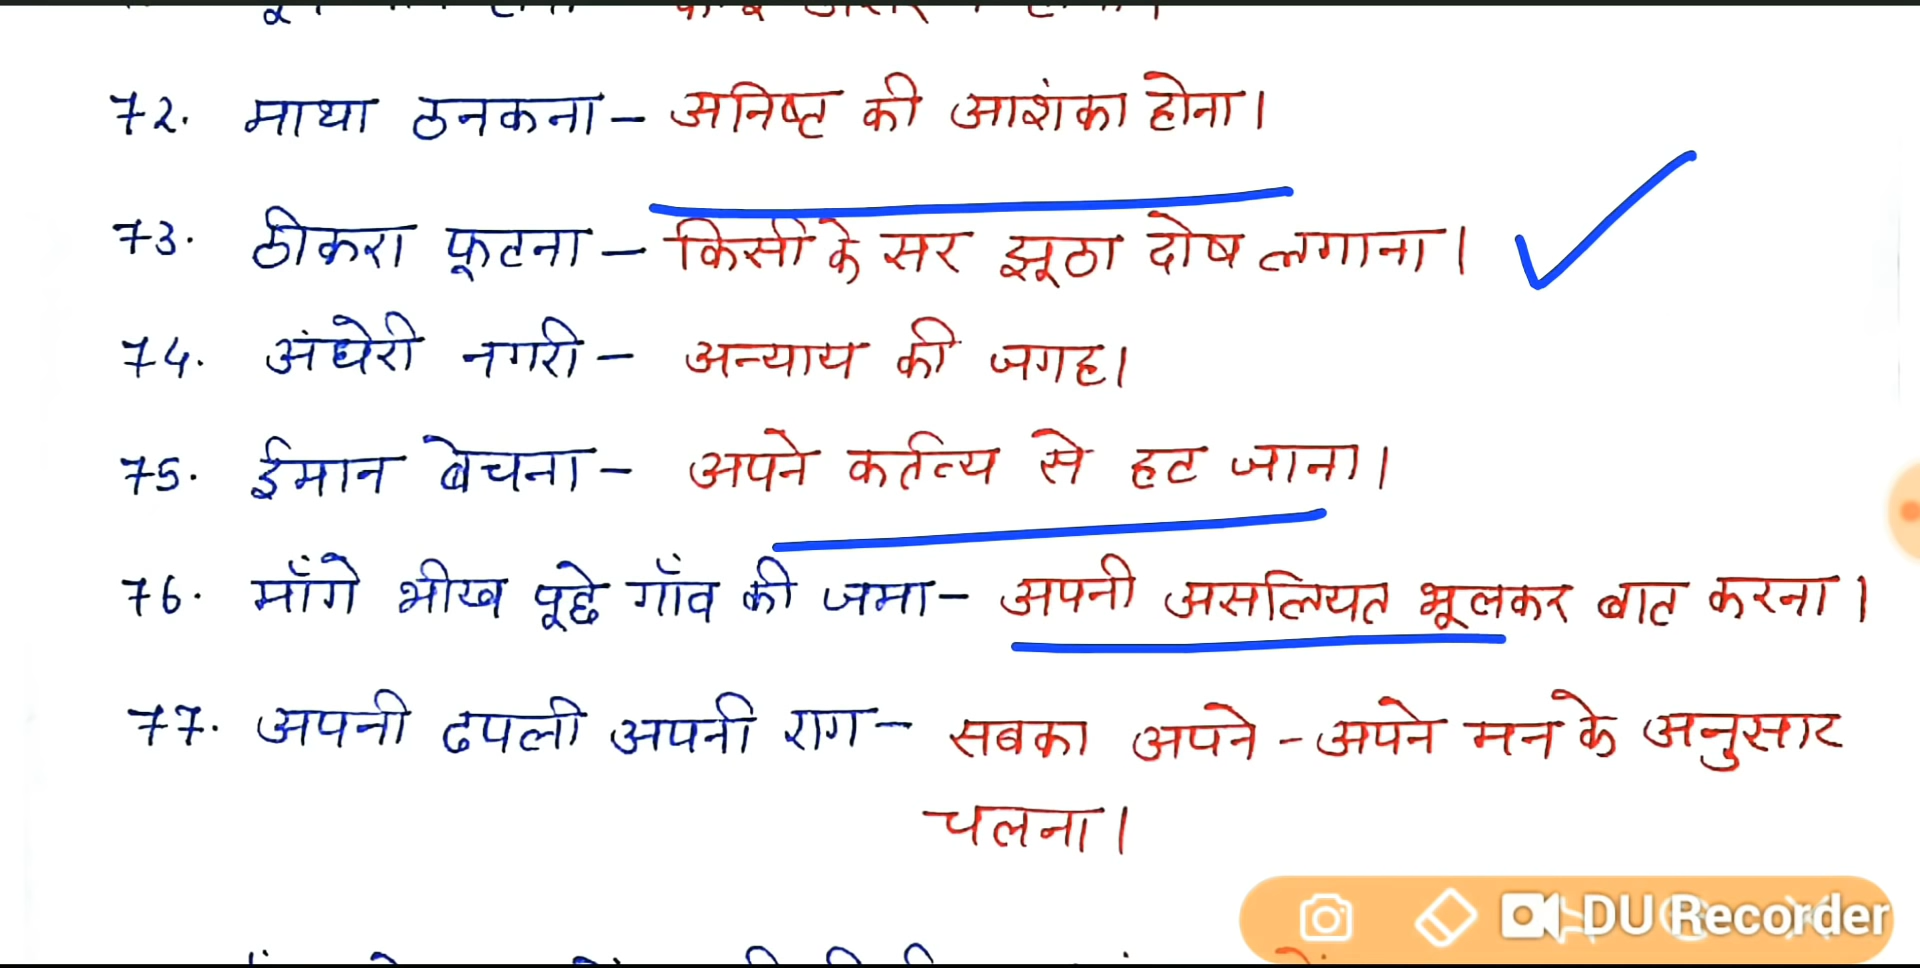 72. माथा ठनकना – अनिष्ट की आशंका होना।
73. ठीकरा फूटना – किसी के सर झूठा दोष लगाना।
74. अंधेरी नगरी – अन्याय की जगह।
75. ईमान बेचना – अपने कर्तव्य से हट जाना।
76. माँगे भीख पूछे गाँव की जमा – अपनी असलियत भूलकर बात करना।
77. अपनी ढपली अपनी राग – सबका अपने - अपने मन के अनुसार
चलना।
DU Recorder